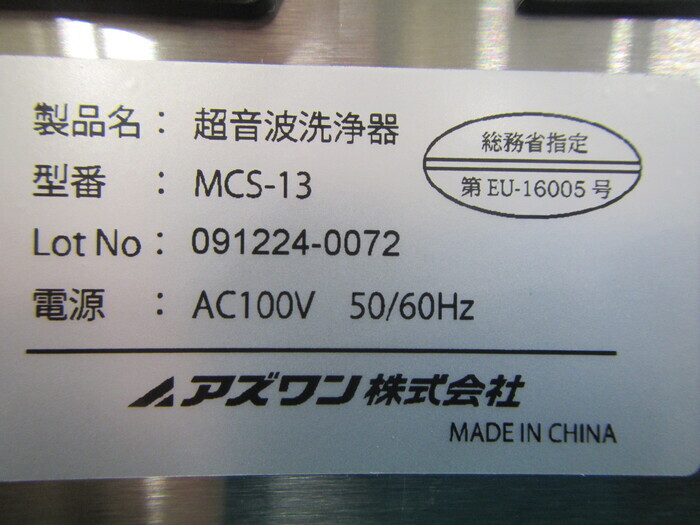 製品名： 超音波洗浄器
総務省指定
型番 ： MCS-13
第 EU-16005 号
Lot No： 091224-0072
電源 ： AC100V 50/60Hz
アズワン株式会社
MADE IN CHINA